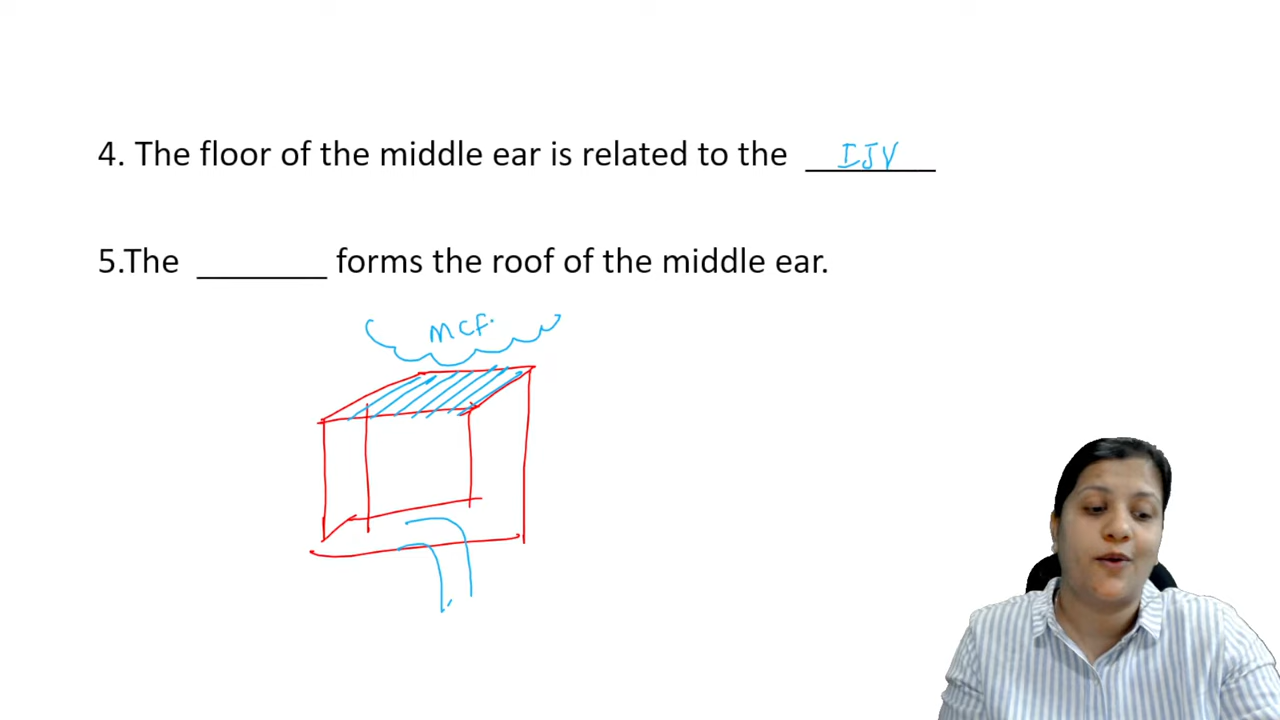 4. The floor of the middle ear is related to the IJV
5.The _______ forms the roof of the middle ear.
MCF.